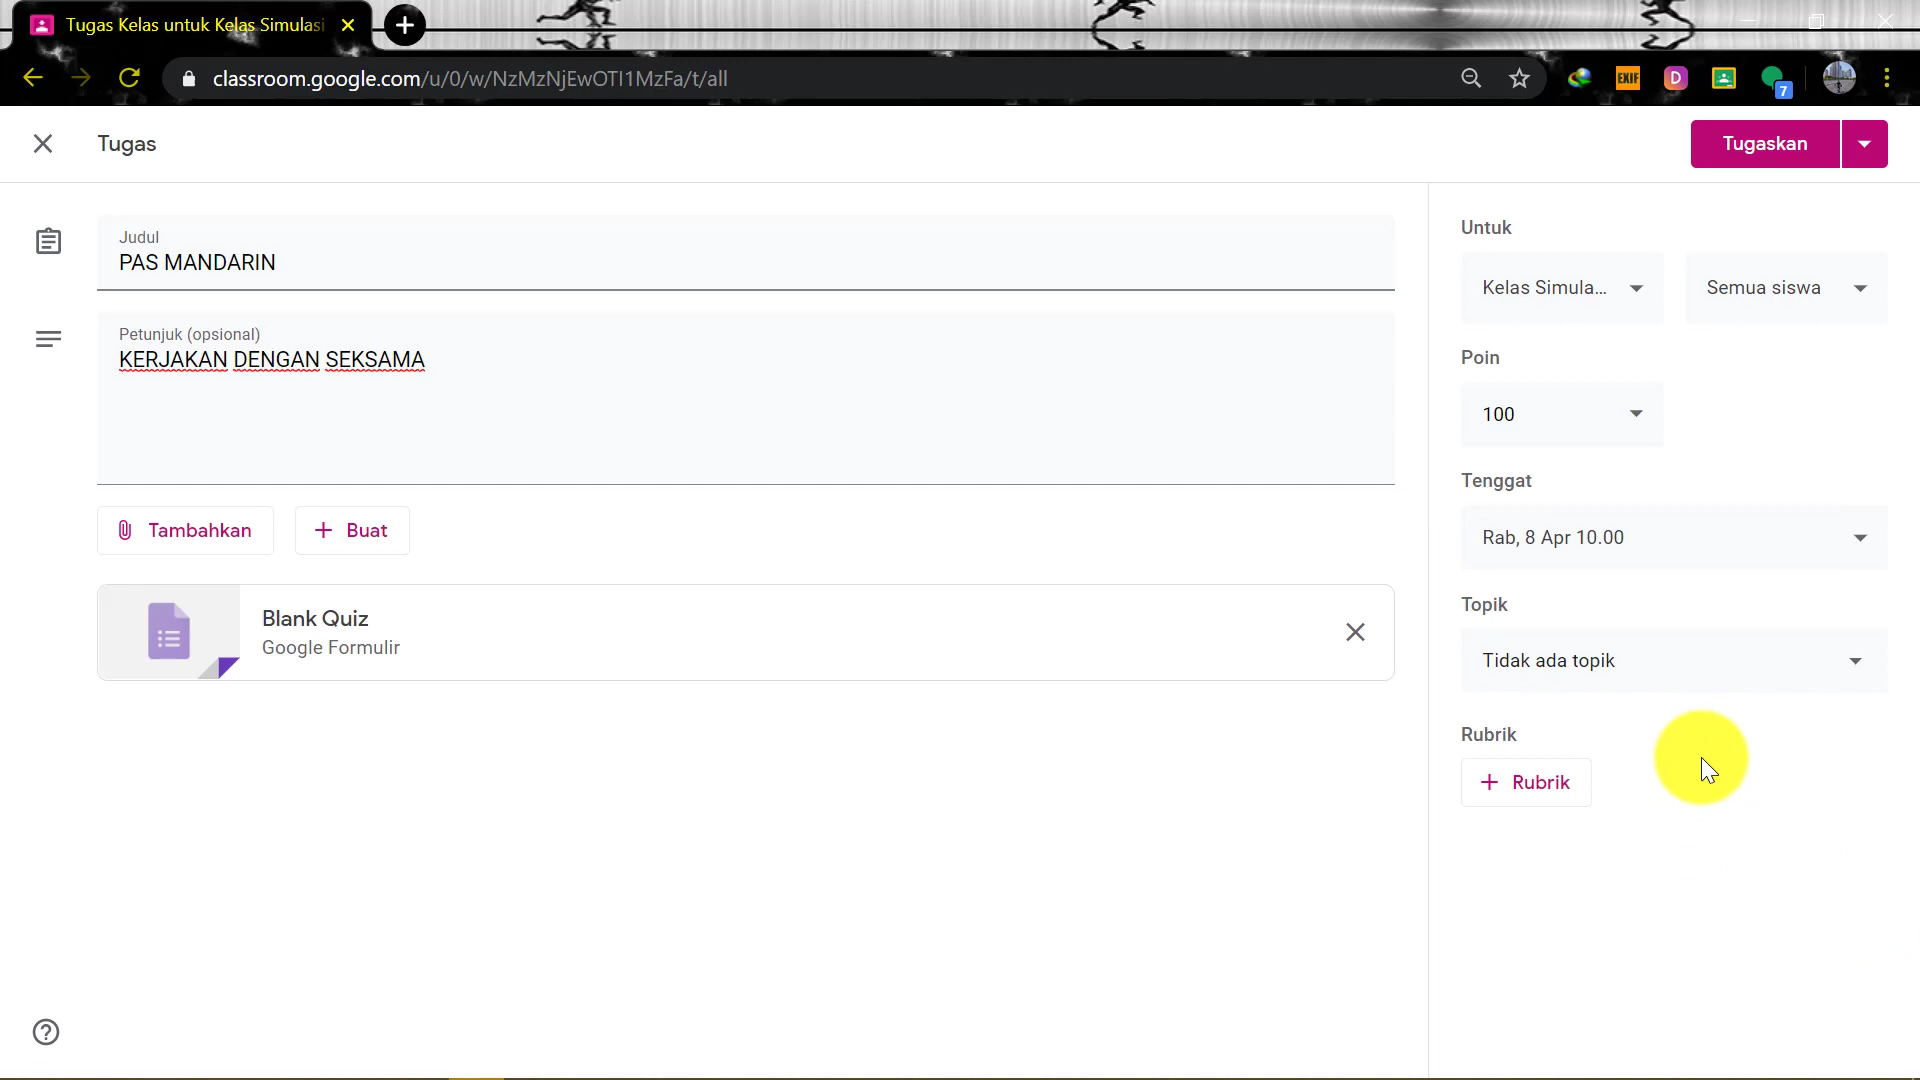 Tugas Kelas untuk Kelas Simulasi
classroom.google.com/u/0/w/NzMzNjEwOTI1MzFa/t/all
EXIF
D
7
Tugas
Tugaskan
Judul
PAS MANDARIN
Petunjuk (opsional)
KERJAKAN DENGAN SEKSAMA
Tambahkan
Buat
Blank Quiz
Google Formulir
Untuk
Kelas Simula...
Semua siswa
Poin
100
Tenggat
Rab, 8 Apr 10.00
Topik
Tidak ada topik
Rubrik
Rubrik